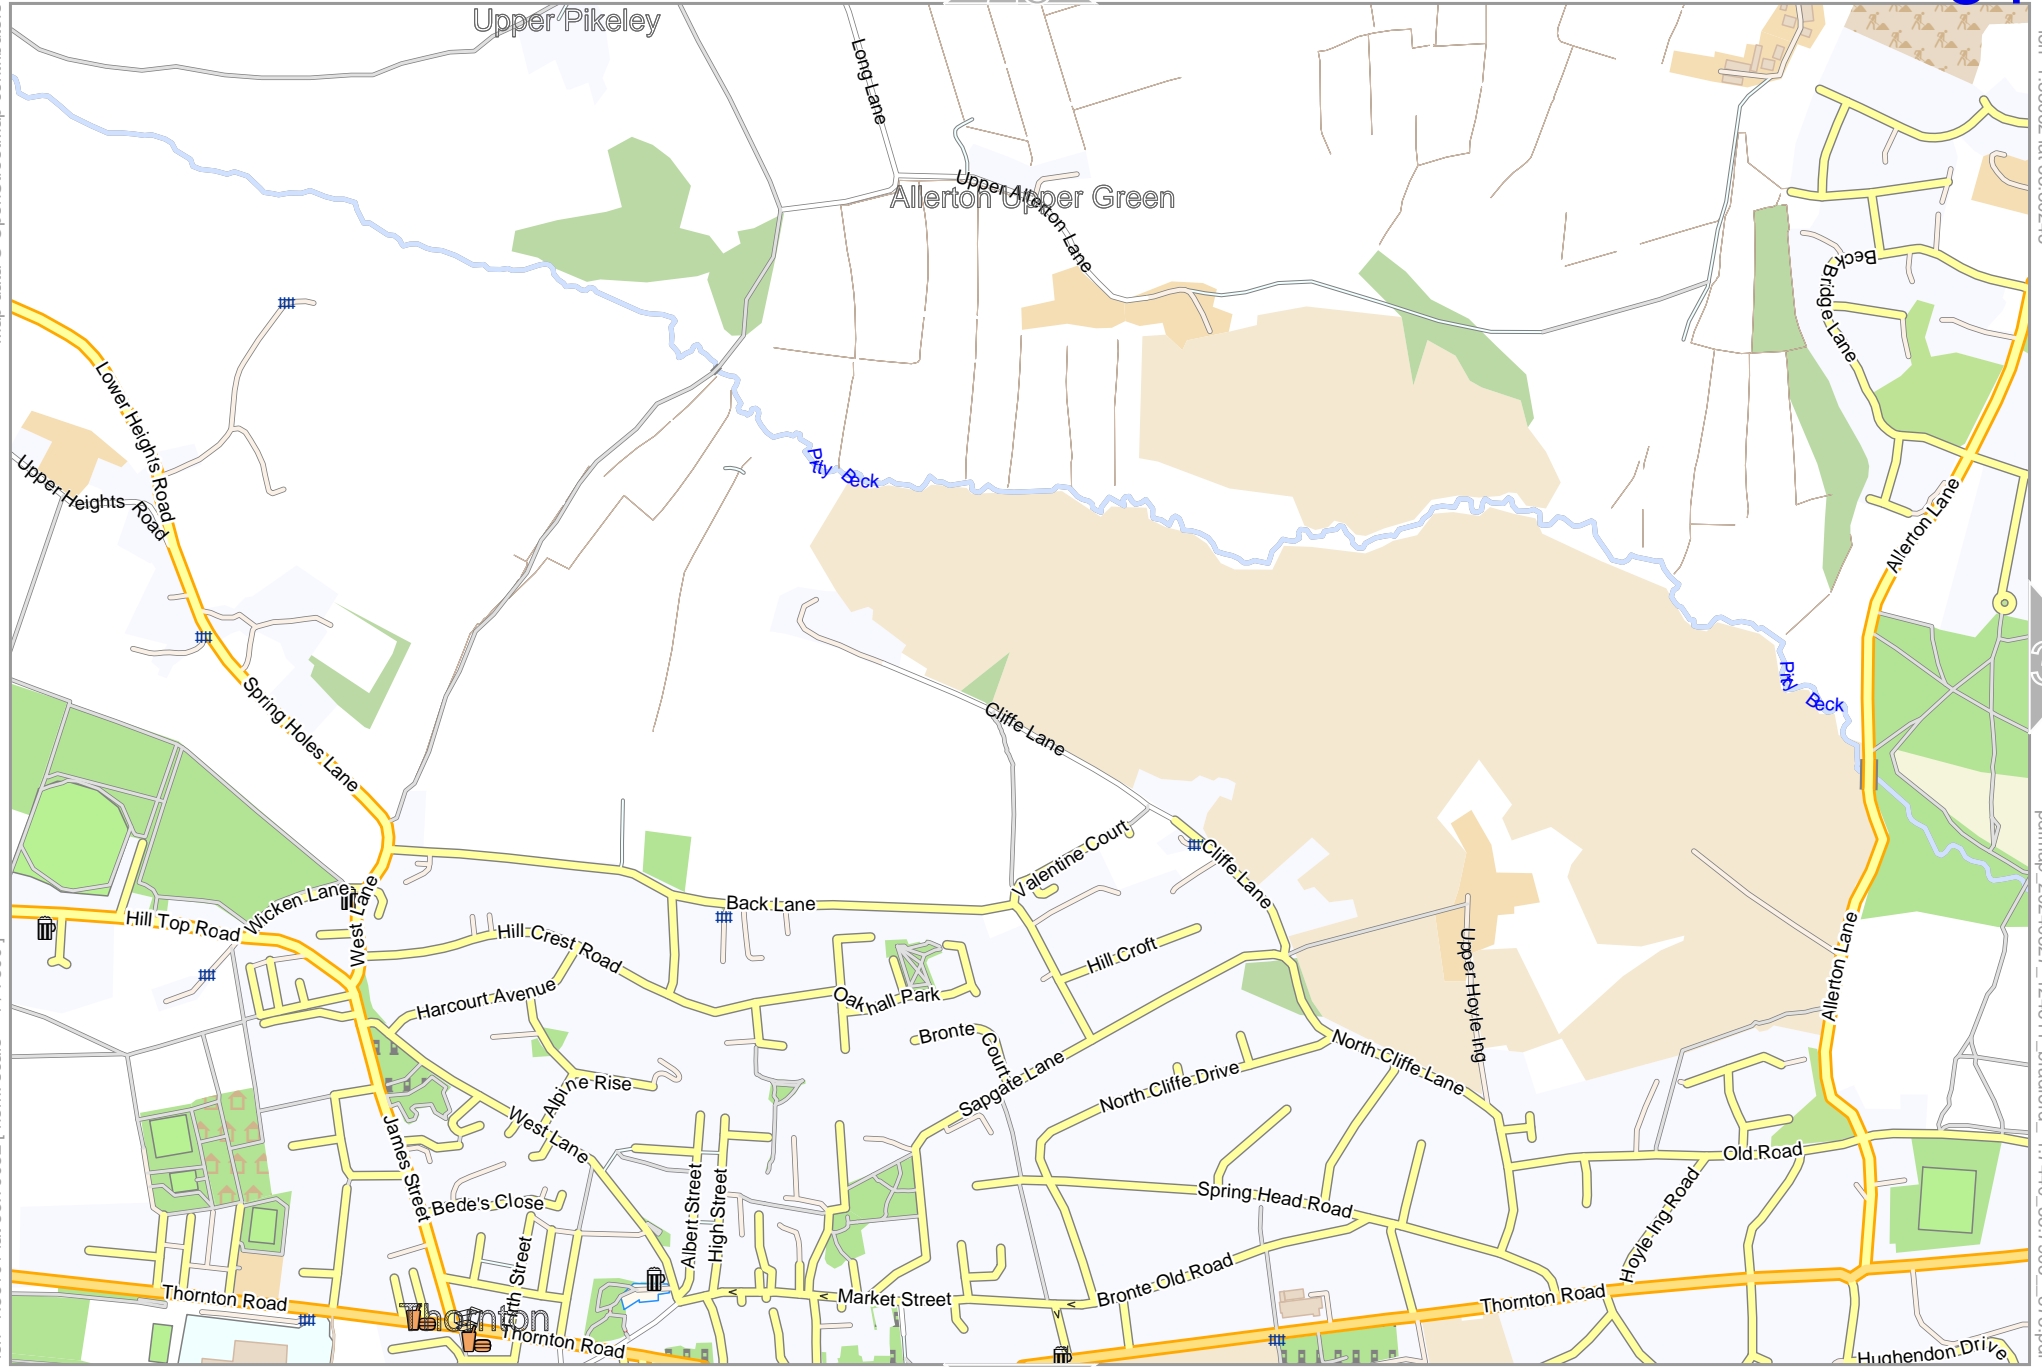 Upper Pikeley
Long Lane
Upper Allerton Lane
Allerton Upper Green
Beck Bridge Lane
Lower Heights Road
Upper Heights Road
Pitty Beck
Allerton Lane
Spring Holes Lane
Pitty Beck
Cliffe Lane
Valentine Court
Cliffe Lane
Wicken Lane
West Lane
Back Lane
Hill Top Road
Hill Crest Road
Hill Croft
Upper Hoyle Ing
Allerton Lane
Harcourt Avenue
Oakhall Park
Bronte Court
North Cliffe Lane
Alpine Rise
Sapgate Lane
North Cliffe Drive
West Lane
James Street
Old Road
Bede's Close
Albert Street
High Street
Spring Head Road
Hoyle Ing Road
Thornton Road
Market Street
Bronte Old Road
Thornton Road
Thornton
Thornton Road
Hughendon Drive